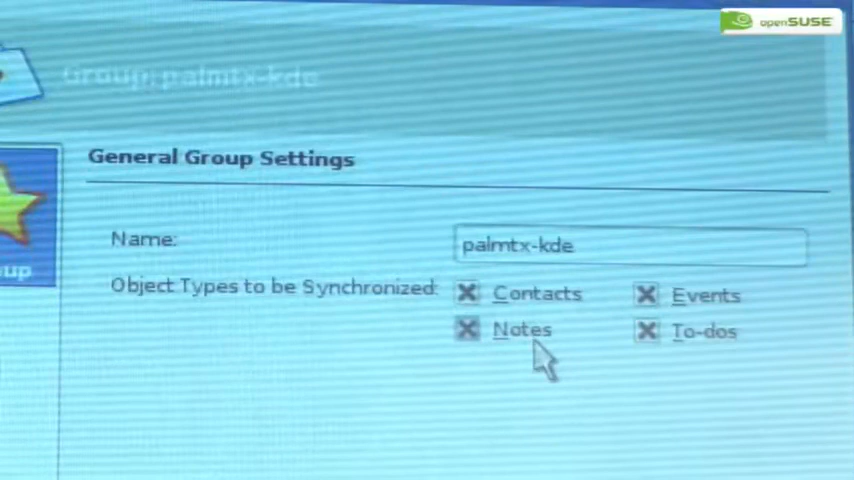 openSUSE
Group: palmtx-kde
General Group Settings
Name: palmtx-kde
Object Types to be Synchronized: Contacts Events
Notes To-dos
up